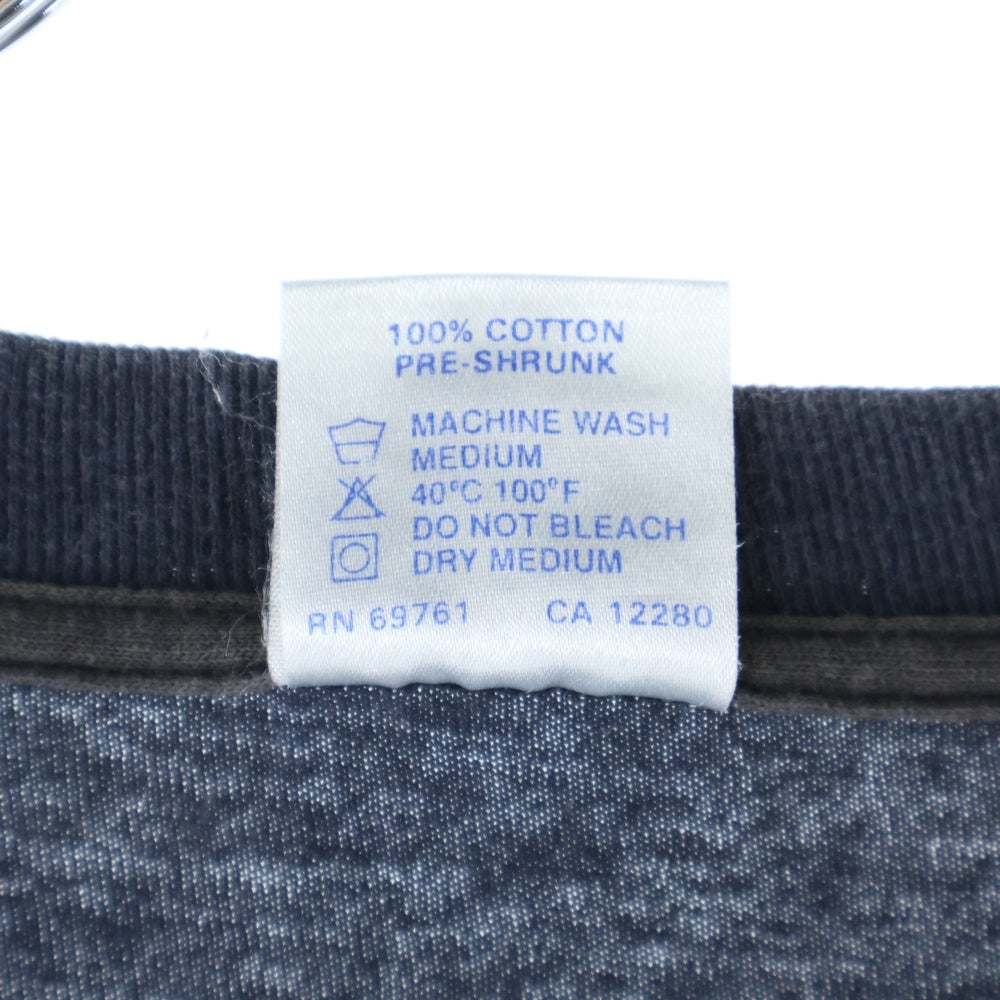 100% COTTON
PRE-SHRUNK
MACHINE WASH
MEDIUM
40°C 100°F
DO NOT BLEACH
DRY MEDIUM
RN 69761 CA 12280